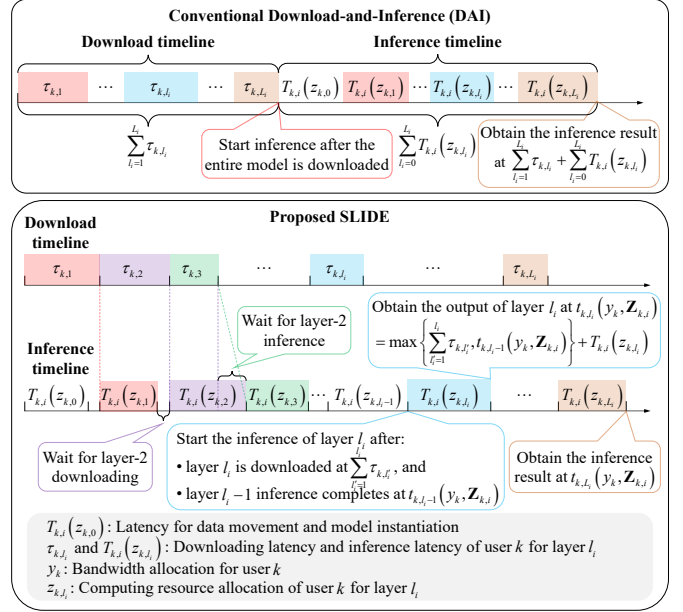 Conventional Download-and-Inference (DAI)
Download timeline
Inference timeline
τ_{k,1} ⋯ τ_{k,l_i} ⋯ τ_{k,L_i} T_{k,i}(z_{k,0}) T_{k,i}(z_{k,1}) ⋯ T_{k,i}(z_{k,l_i}) ⋯ T_{k,i}(z_{k,L_i})
\sum_{l_i=1}^{L_i} τ_{k,l_i}
Start inference after the
entire model is downloaded
\sum_{l_i=0}^{L_i} T_{k,i}(z_{k,l_i})
Obtain the inference result
at \sum_{l_i=1}^{L_i} τ_{k,l_i} + \sum_{l_i=0}^{L_i} T_{k,i}(z_{k,l_i})
Proposed SLIDE
Download
timeline
τ_{k,1} τ_{k,2} τ_{k,3} ⋯ τ_{k,l_i} ⋯ τ_{k,L_i}
Wait for layer-2
inference
Obtain the output of layer l_i at t_{k,l_i}(y_k, Z_{k,i})
= max{\sum_{l_i'=1}^{l_i} τ_{k,l_i'}, t_{k,l_i-1}(y_k, Z_{k,i})} + T_{k,i}(z_{k,l_i})
Inference
timeline
T_{k,i}(z_{k,0}) T_{k,i}(z_{k,1}) T_{k,i}(z_{k,2}) T_{k,i}(z_{k,3}) ⋯ T_{k,i}(z_{k,l_i-1}) T_{k,i}(z_{k,l_i}) ⋯ T_{k,i}(z_{k,L_i})
Wait for layer-2
downloading
Start the inference of layer l_i after:
• layer l_i is downloaded at \sum_{l_i'=1}^{l_i} τ_{k,l_i'}, and
• layer l_i −1 inference completes at t_{k,l_i-1}(y_k, Z_{k,i})
Obtain the inference
result at t_{k,L_i}(y_k, Z_{k,i})
T_{k,i}(z_{k,0}) : Latency for data movement and model instantiation
τ_{k,l_i} and T_{k,i}(z_{k,l_i}) : Downloading latency and inference latency of user k for layer l_i
y_k : Bandwidth allocation for user k
z_{k,l_i} : Computing resource allocation of user k for layer l_i